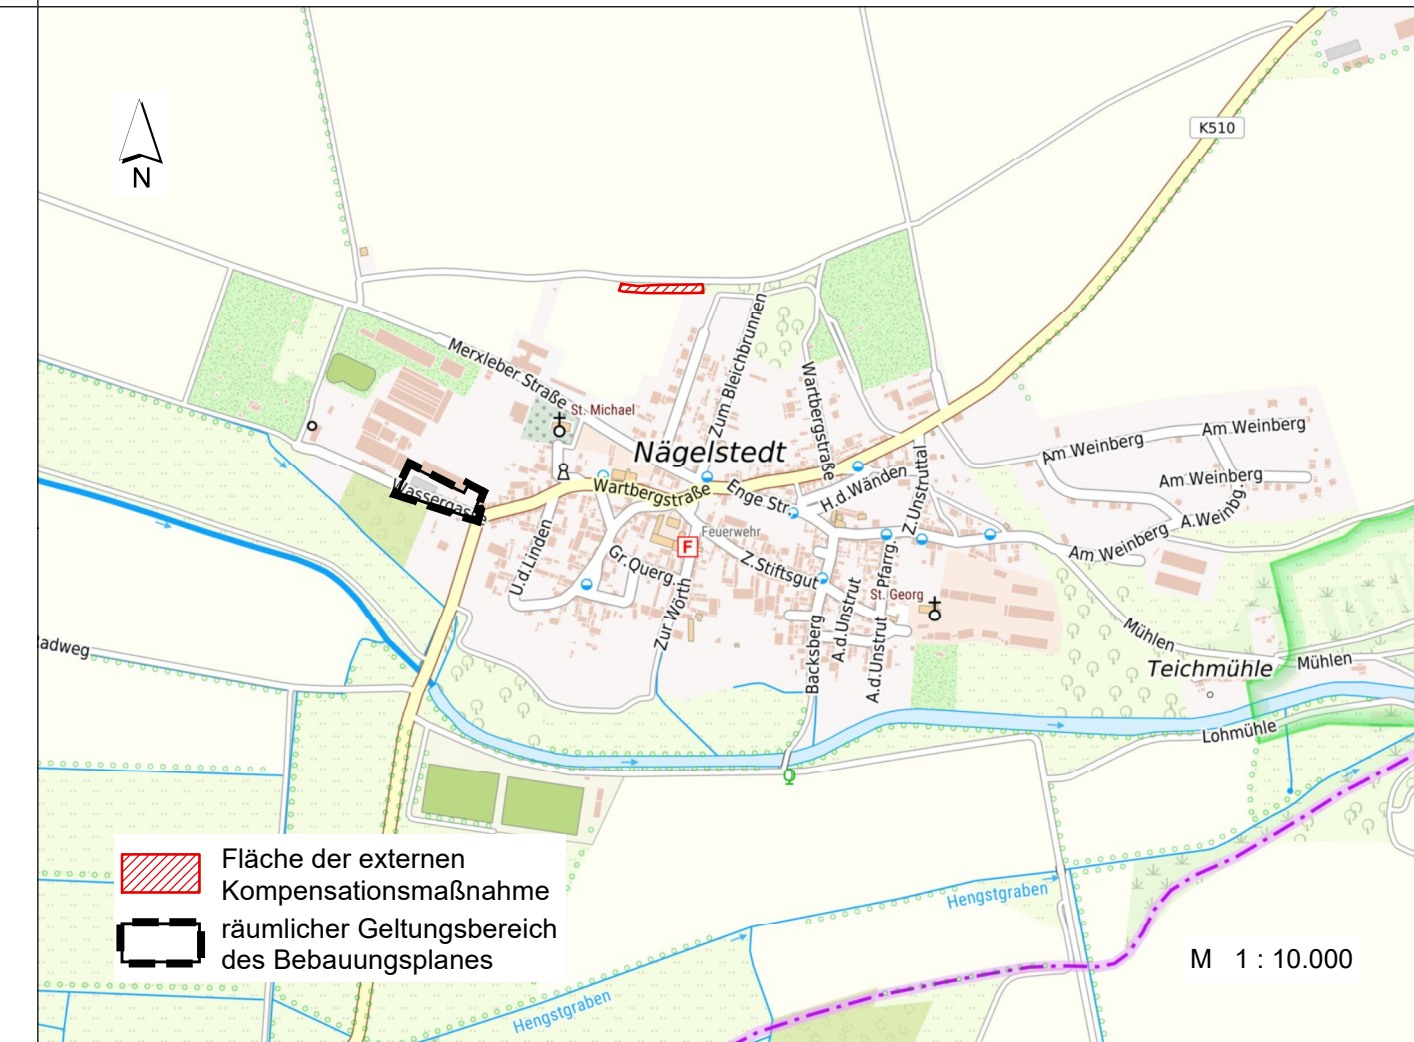 K510
N
Merxleber Straße
St. Michael
Zum Bleichbrunnen
Wartbergstraße
Nägelstedt
Am Weinberg
Am Weinberg
Am Weinberg
A.Weinbg.
Am Weinberg
Wassergasse
Wartbergstraße
Enge Str.
H.d.Wänden
Z.Unstruttal
Feuerwehr
F
U.d.Linden
Gr.Querg.
Z.Stiftsgut
Zur Wörth
Pfarrg.
St. Georg
A.d.Unstrut
A.d.Unstrut
Backsberg
Mühlen
Teichmühle
Mühlen
Lohmühle
Radweg
Hengstgraben
Hengstgraben
Fläche der externen
Kompensationsmaßnahme
räumlicher Geltungsbereich
des Bebauungsplanes
M 1 : 10.000